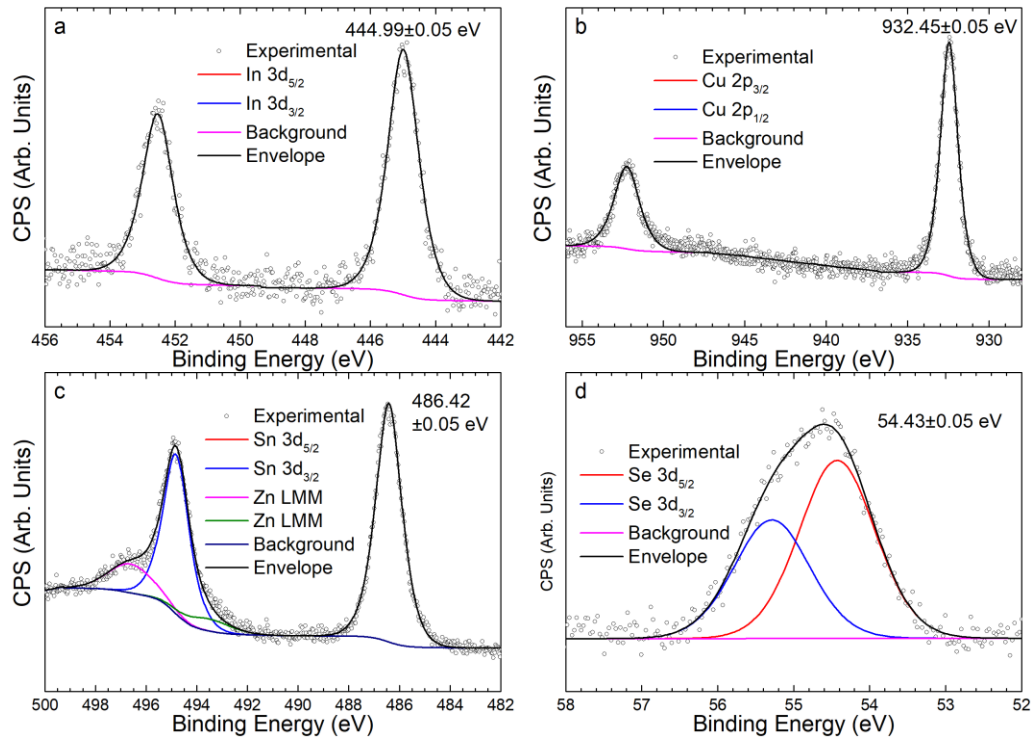 a
444.99±0.05 eV
Experimental
In 3d5/2
In 3d3/2
Background
Envelope
CPS (Arb. Units)
456 454 452 450 448 446 444 442
Binding Energy (eV)
b
932.45±0.05 eV
Experimental
Cu 2p3/2
Cu 2p1/2
Background
Envelope
CPS (Arb. Units)
955 950 945 940 935 930
Binding Energy (eV)
c
486.42
±0.05 eV
Experimental
Sn 3d5/2
Sn 3d3/2
Zn LMM
Zn LMM
Background
Envelope
CPS (Arb. Units)
500 498 496 494 492 490 488 486 484 482
Binding Energy (eV)
d
54.43±0.05 eV
Experimental
Se 3d5/2
Se 3d3/2
Background
Envelope
CPS (Arb. Units)
58 57 56 55 54 53 52
Binding Energy (eV)